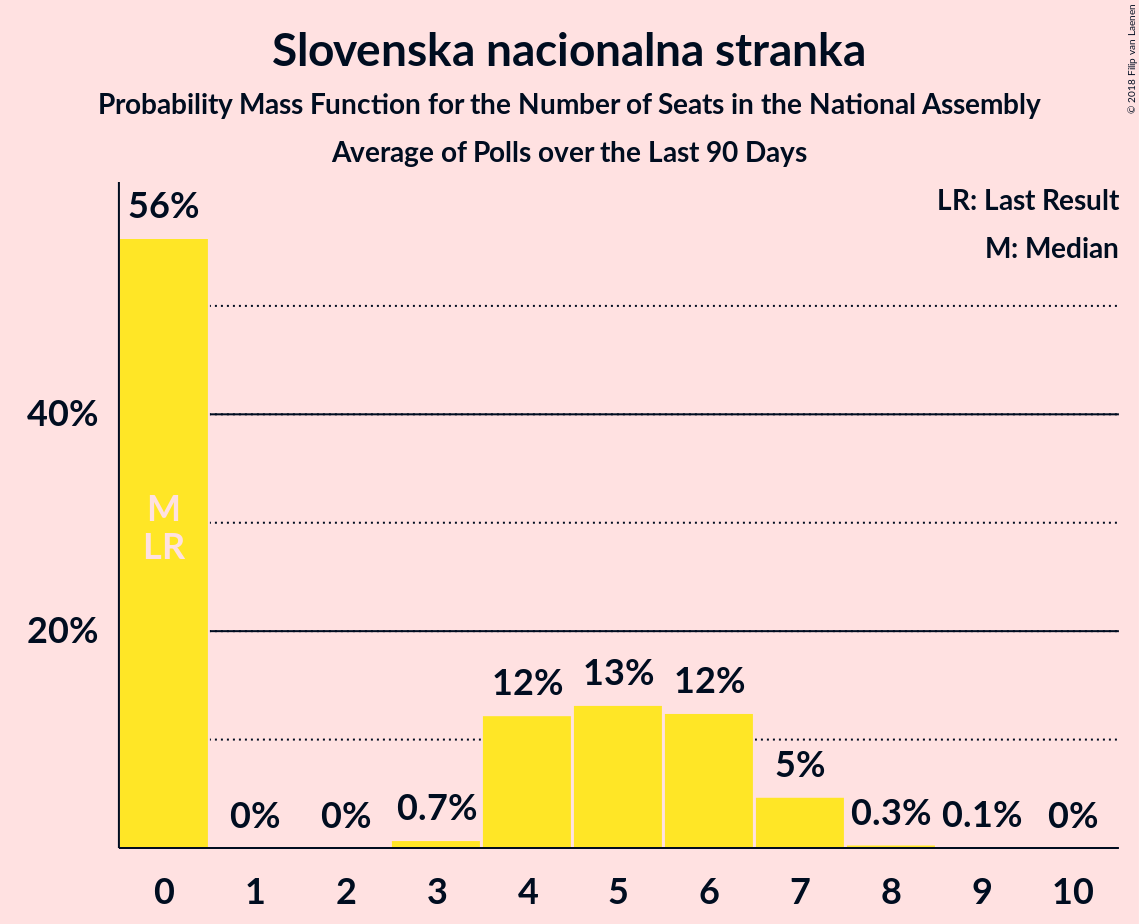 Slovenska nacionalna stranka
Probability Mass Function for the Number of Seats in the National Assembly
Average of Polls over the Last 90 Days
© 2018 Filip van Laenen
LR: Last Result
M: Median
56%
40%
M
LR
20%
0%
0%
0.7%
12%
13%
12%
5%
0.3%
0.1%
0%
0 1 2 3 4 5 6 7 8 9 10